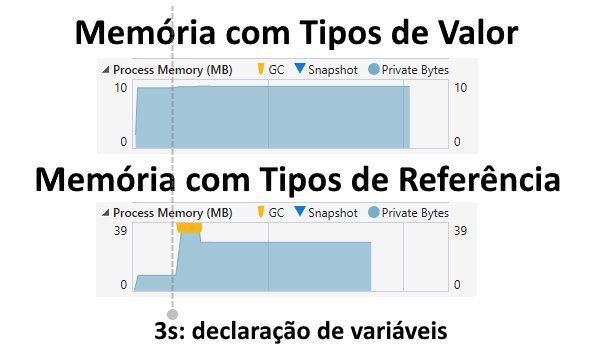 Memória com Tipos de Valor
Process Memory (MB) GC Snapshot Private Bytes
10 10
0 0
Memória com Tipos de Referência
Process Memory (MB) GC Snapshot Private Bytes
39 39
0 0
3s: declaração de variáveis